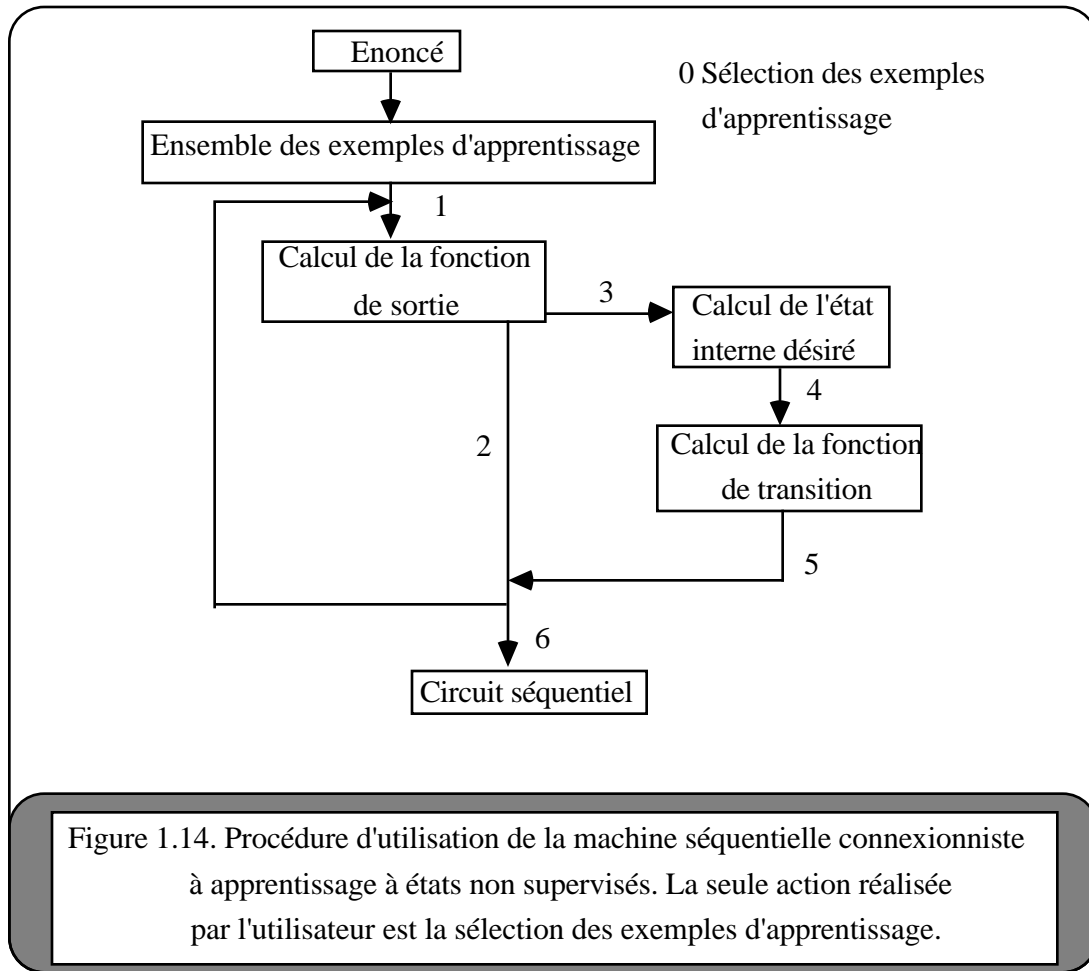 Enoncé
0 Sélection des exemples
d'apprentissage
Ensemble des exemples d'apprentissage
1
Calcul de la fonction
de sortie
3
Calcul de l'état
interne désiré
4
2
Calcul de la fonction
de transition
5
6
Circuit séquentiel
Figure 1.14. Procédure d'utilisation de la machine séquentielle connexionniste
à apprentissage à états non supervisés. La seule action réalisée
par l'utilisateur est la sélection des exemples d'apprentissage.